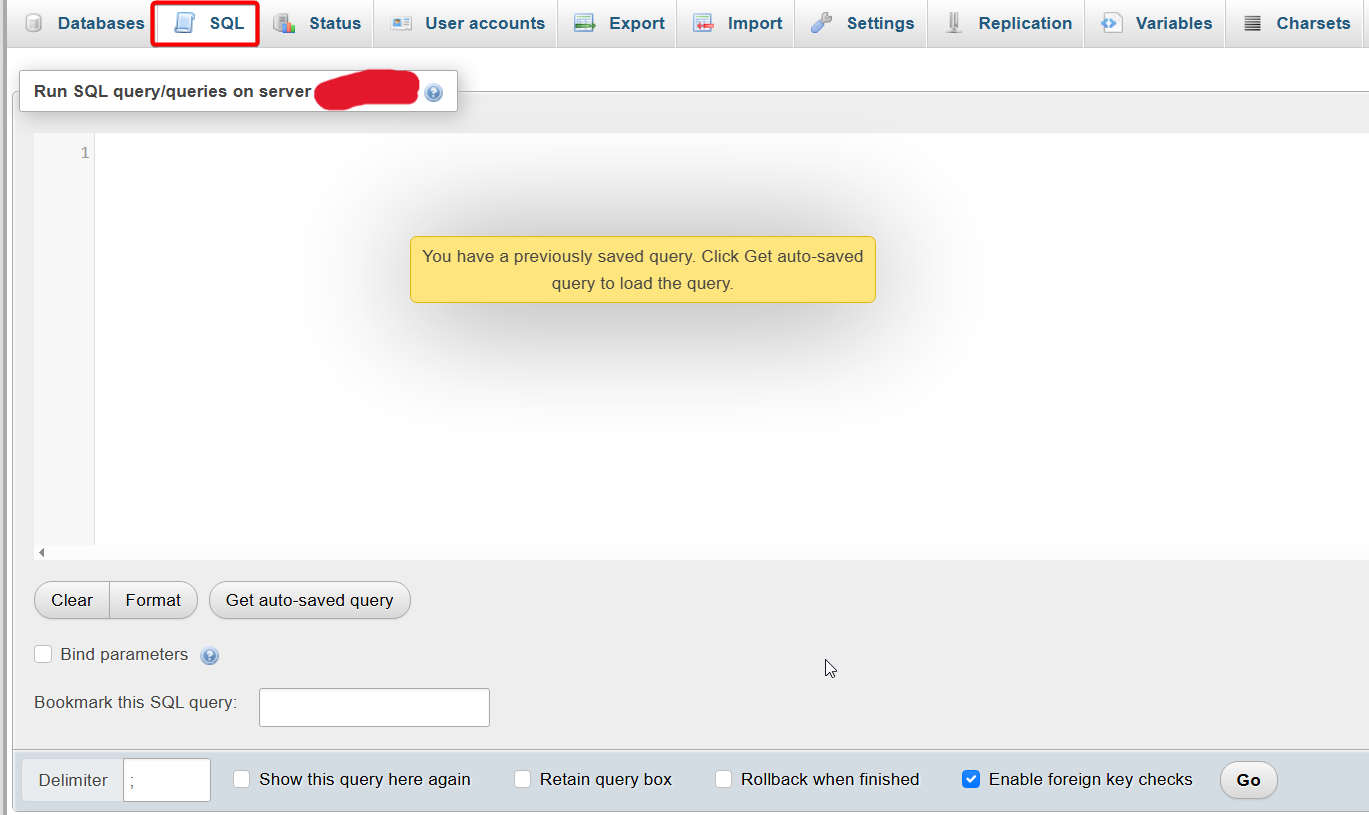 Databases SQL Status User accounts Export Import Settings Replication Variables Charsets
Run SQL query/queries on server
1
You have a previously saved query. Click Get auto-saved
query to load the query.
Clear Format Get auto-saved query
Bind parameters
Bookmark this SQL query:
Delimiter ; Show this query here again Retain query box Rollback when finished Enable foreign key checks Go